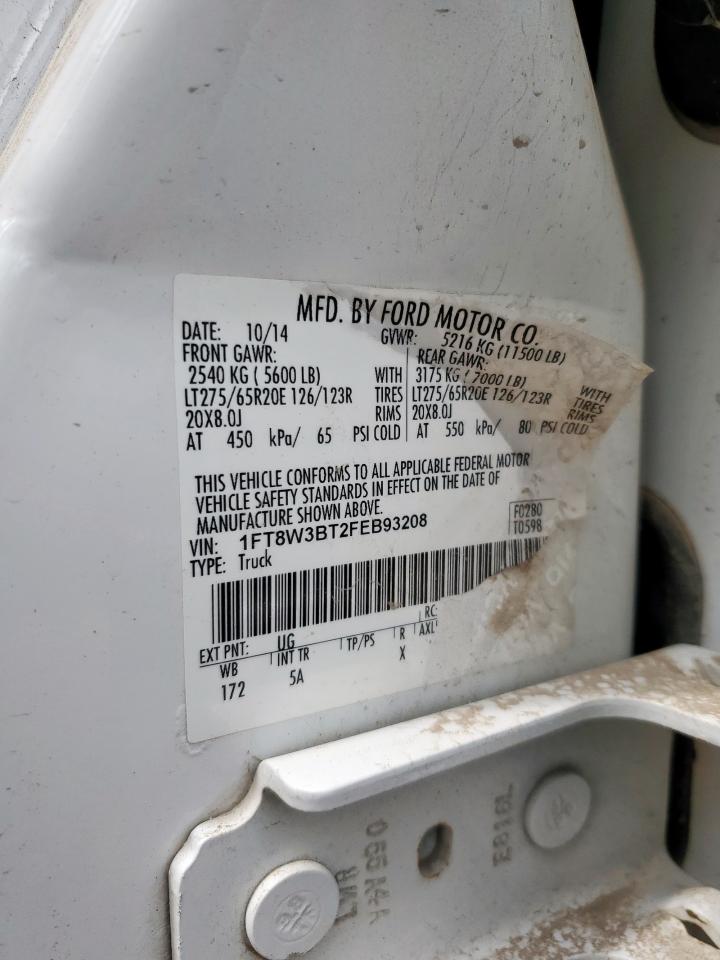 MFD. BY FORD MOTOR CO.
DATE: 10/14 GVWR: 5216 KG (11500 LB)
FRONT GAWR: REAR GAWR:
2540 KG ( 5600 LB) WITH 3175 KG ( 7000 LB) WITH
LT275/65R20E 126/123R TIRES LT275/65R20E 126/123R TIRES
20X8.0J RIMS 20X8.0J RIMS
AT 450 kPa/ 65 PSI COLD AT 550 kPa/ 80 PSI COLD
THIS VEHICLE CONFORMS TO ALL APPLICABLE FEDERAL MOTOR
VEHICLE SAFETY STANDARDS IN EFFECT ON THE DATE OF
MANUFACTURE SHOWN ABOVE.
F0280
VIN: 1FT8W3BT2FEB93208 T0598
TYPE: Truck
EXT PNT: UG RC:
WB INT TR TP/PS R AXL
172 5A X